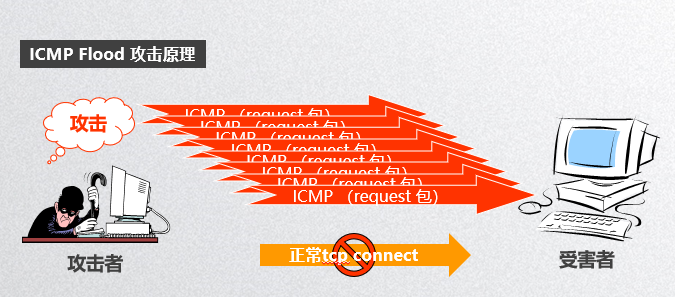 ICMP Flood 攻击原理
攻击
ICMP （request 包）
ICMP （request 包）
ICMP （request 包）
ICMP （request 包）
ICMP （request 包）
ICMP （request 包）
ICMP （request 包）
ICMP （request 包）
正常tcp connect
攻击者
受害者